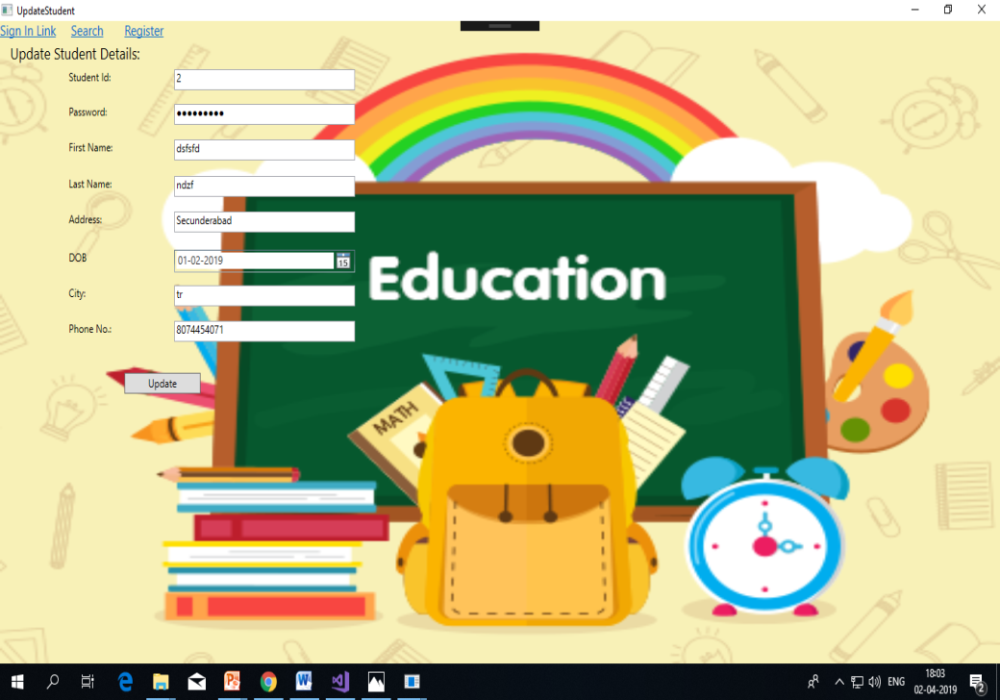 UpdateStudent
Sign In Link Search Register
Update Student Details:
Student Id: 2
Password: •••••••••
First Name: dsfsfd
Last Name: ndzf
Address: Secunderabad
DOB 01-02-2019 15
City: tr
Phone No.: 8074454071
Update
Education
MATH
ENG
18:03
02-04-2019
2